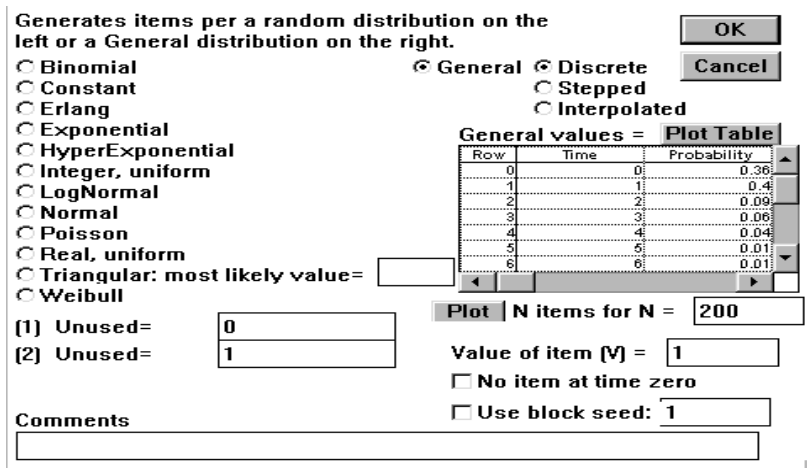 Generates items per a random distribution on the
left or a General distribution on the right.
OK
Cancel
Binomial
Constant
Erlang
Exponential
HyperExponential
Integer, uniform
LogNormal
Normal
Poisson
Real, uniform
Triangular: most likely value=
Weibull
General
Discrete
Stepped
Interpolated
General values = Plot Table
Row Time Probability
0 0 0.36
1 1 0.4
2 2 0.09
3 3 0.06
4 4 0.04
5 5 0.01
6 6 0.01
Plot N items for N = 200
(1) Unused= 0
(2) Unused= 1
Value of item (V) = 1
No item at time zero
Use block seed: 1
Comments